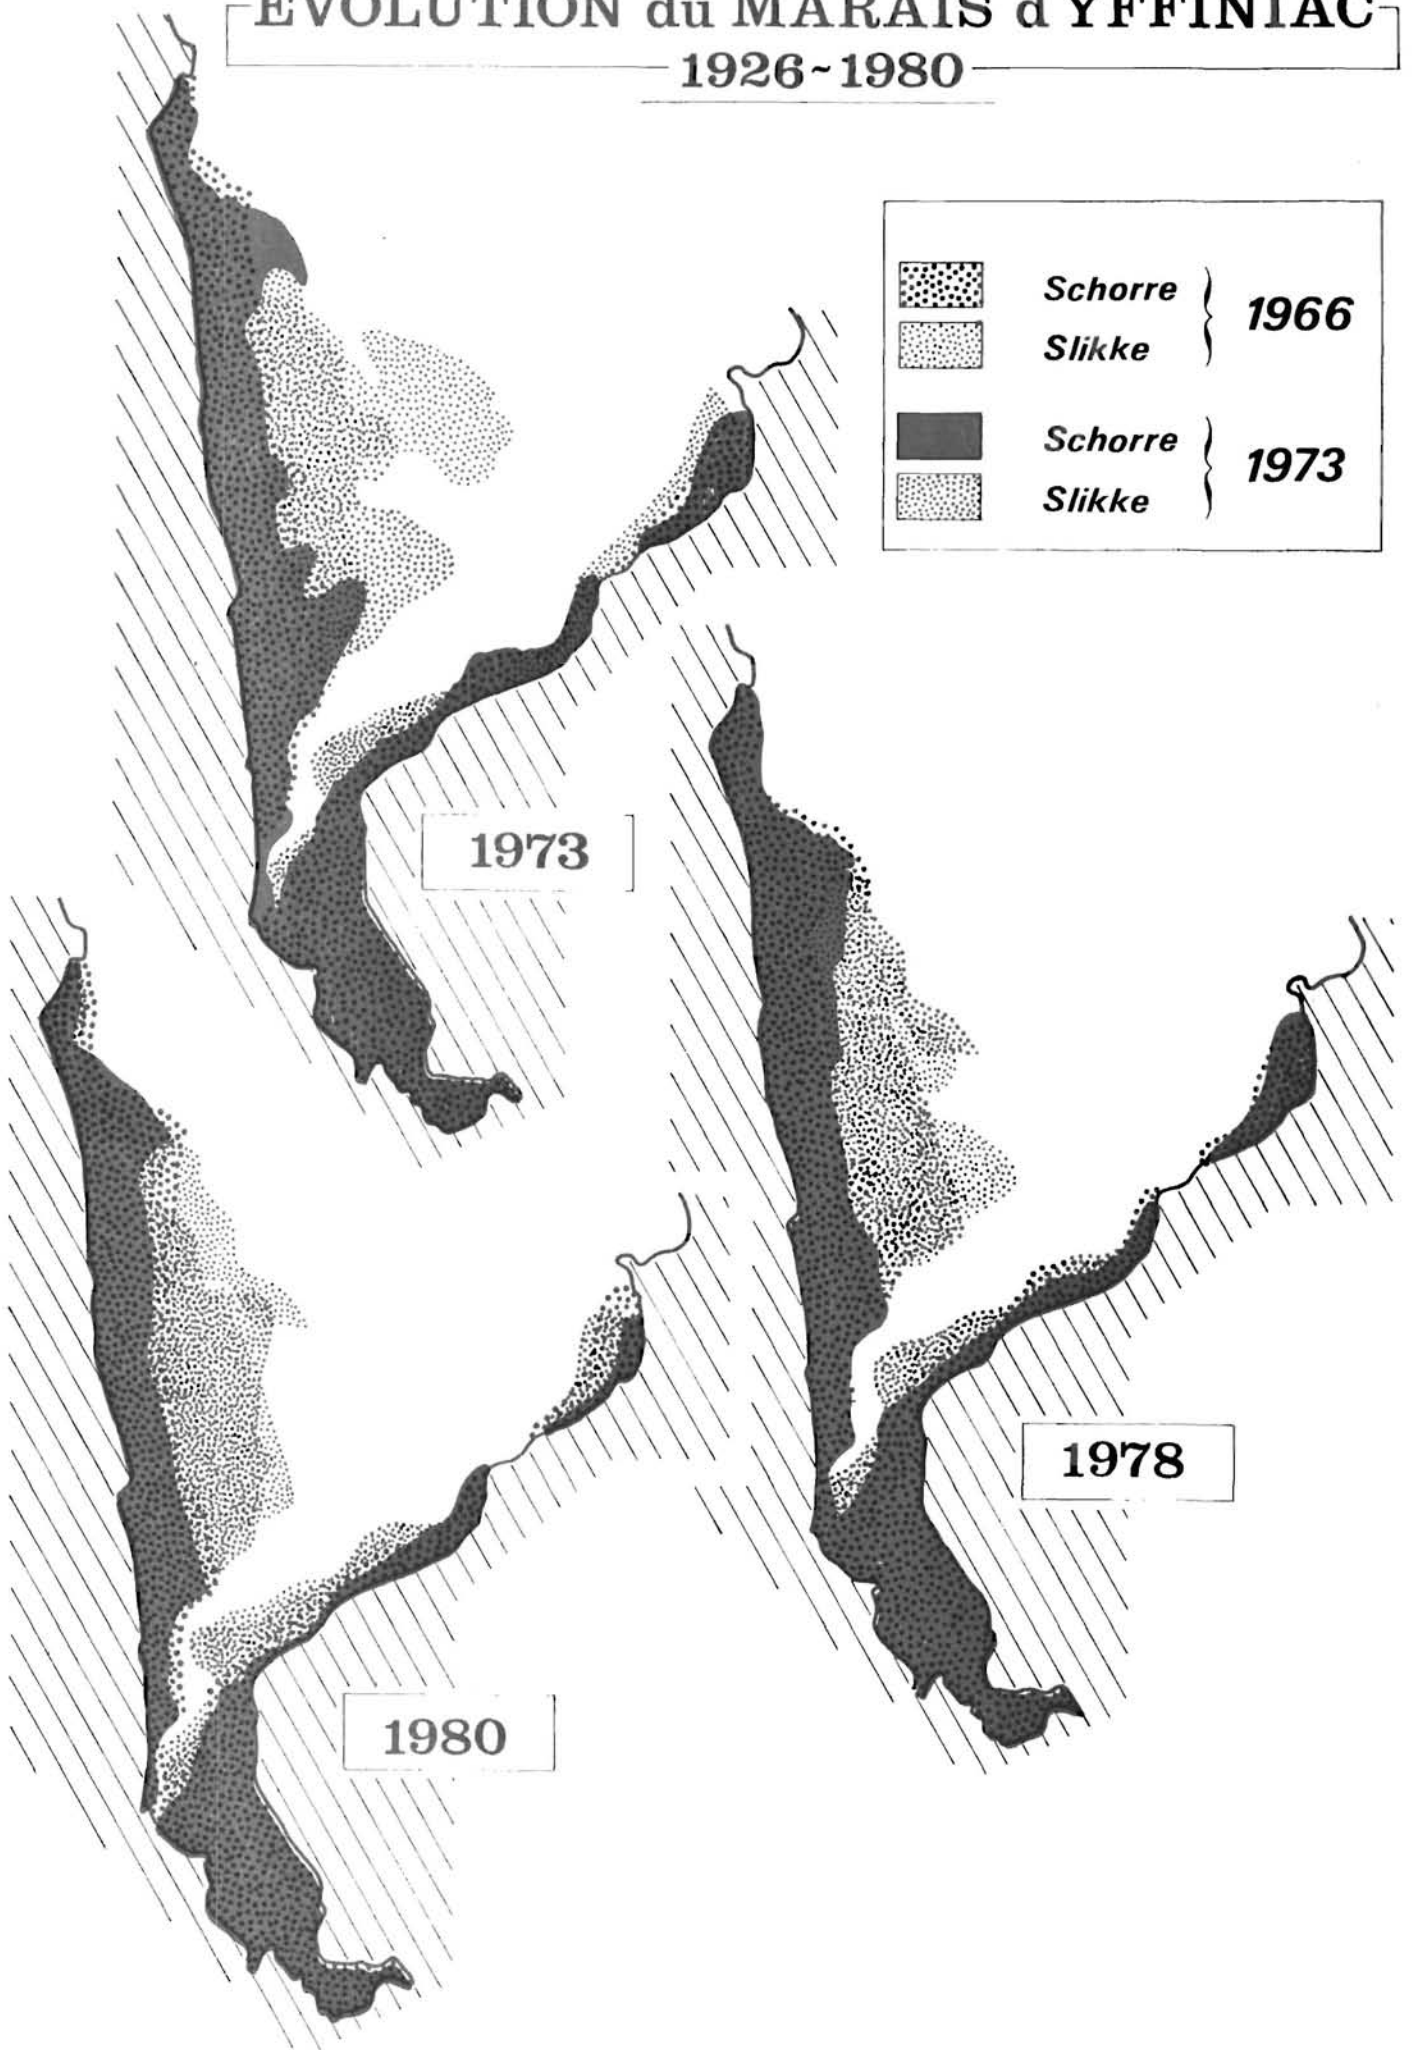 EVOLUTION du MARAIS d'YFFINIAC
1926~1980
Schorre
Slikke
1966
Schorre
Slikke
1973
1973
1978
1980